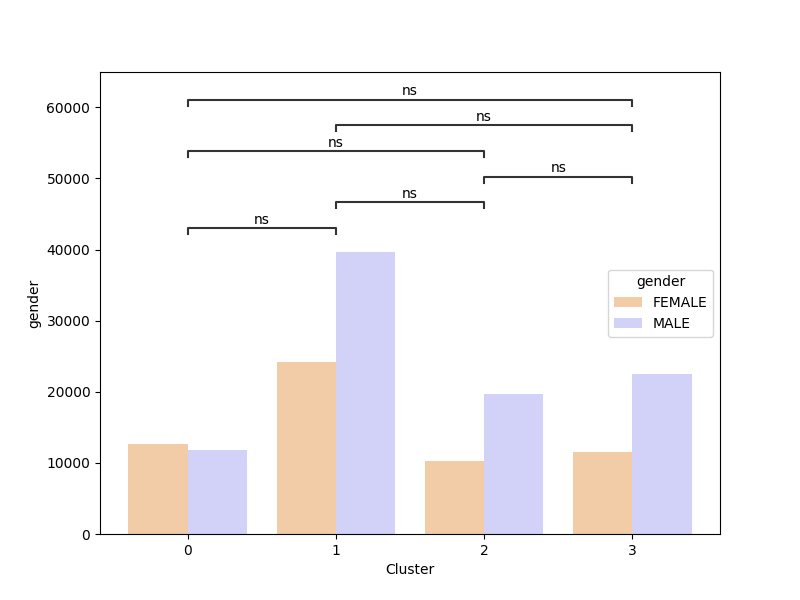 ns
ns
ns
ns
ns
ns
60000
50000
40000
30000
20000
10000
0
gender
gender
FEMALE
MALE
0 1 2 3
Cluster